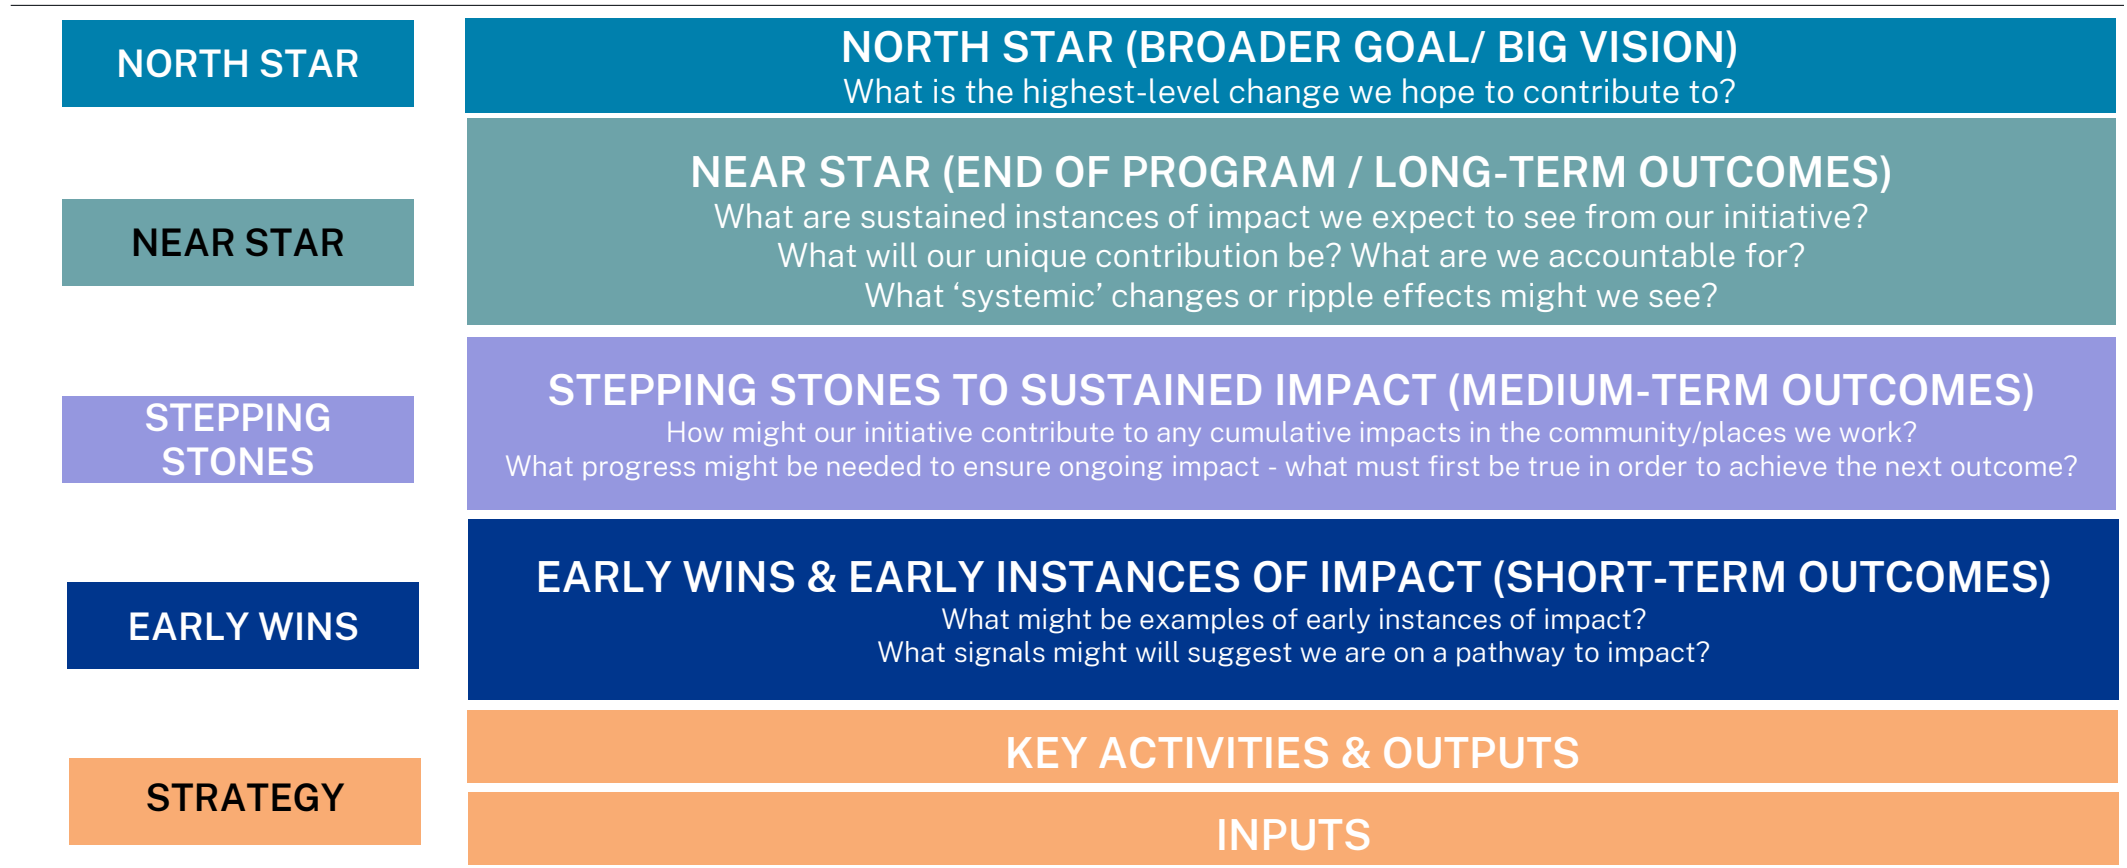 NORTH STAR
NORTH STAR (BROADER GOAL/ BIG VISION)
What is the highest-level change we hope to contribute to?
NEAR STAR
NEAR STAR (END OF PROGRAM / LONG-TERM OUTCOMES)
What are sustained instances of impact we expect to see from our initiative?
What will our unique contribution be? What are we accountable for?
What ‘systemic’ changes or ripple effects might we see?
STEPPING
STONES
STEPPING STONES TO SUSTAINED IMPACT (MEDIUM-TERM OUTCOMES)
How might our initiative contribute to any cumulative impacts in the community/places we work?
What progress might be needed to ensure ongoing impact - what must first be true in order to achieve the next outcome?
EARLY WINS
EARLY WINS & EARLY INSTANCES OF IMPACT (SHORT-TERM OUTCOMES)
What might be examples of early instances of impact?
What signals might will suggest we are on a pathway to impact?
STRATEGY
KEY ACTIVITIES & OUTPUTS
INPUTS